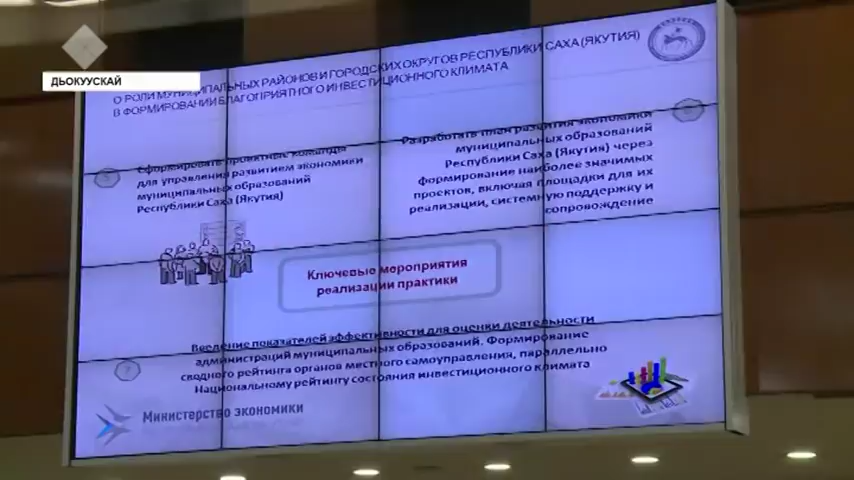 ДЬОКУУСКАЙ
О РОЛИ МУНИЦИПАЛЬНЫХ РАЙОНОВ И ГОРОДСКИХ ОКРУГОВ РЕСПУБЛИКИ САХА (ЯКУТИЯ)
В ФОРМИРОВАНИИ БЛАГОПРИЯТНОГО ИНВЕСТИЦИОННОГО КЛИМАТА
Сформировать проектные команды
для управления развитием экономики
муниципальных образований
Республики Саха (Якутия)
Разработать план развития экономики
муниципальных образований
Республики Саха (Якутия) через
формирование наиболее значимых
проектов, включая площадки для их
реализации, системную поддержку и
сопровождение
Ключевые мероприятия
реализации практики
Введение показателей эффективности для оценки деятельности
администраций муниципальных образований. Формирование
сводного рейтинга органов местного самоуправления, параллельно
Национальному рейтингу состояния инвестиционного климата
Министерство экономики